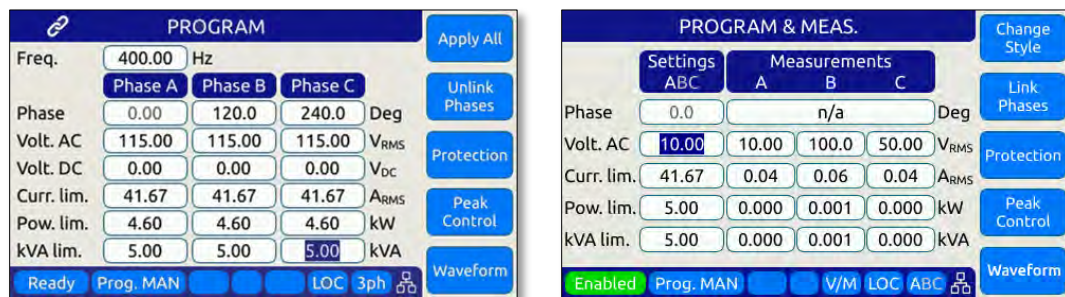 PROGRAM
Apply All
Freq. 400.00 Hz
Phase A Phase B Phase C
Unlink Phases
Phase 0.00 120.0 240.0 Deg
Volt. AC 115.00 115.00 115.00 VRMS
Protection
Volt. DC 0.00 0.00 0.00 VDC
Curr. lim. 41.67 41.67 41.67 ARMS
Peak Control
Pow. lim. 4.60 4.60 4.60 kW
kVA lim. 5.00 5.00 5.00 kVA
Waveform
Ready Prog. MAN LOC 3ph
PROGRAM & MEAS.
Change Style
Settings Measurements
ABC A B C
Link Phases
Phase 0.0 n/a Deg
Volt. AC 10.00 10.00 100.0 50.00 VRMS
Protection
Curr. lim. 41.67 0.04 0.06 0.04 ARMS
Pow. lim. 5.00 0.000 0.001 0.000 kW
Peak Control
kVA lim. 5.00 0.000 0.001 0.000 kVA
Waveform
Enabled Prog. MAN V/M LOC ABC